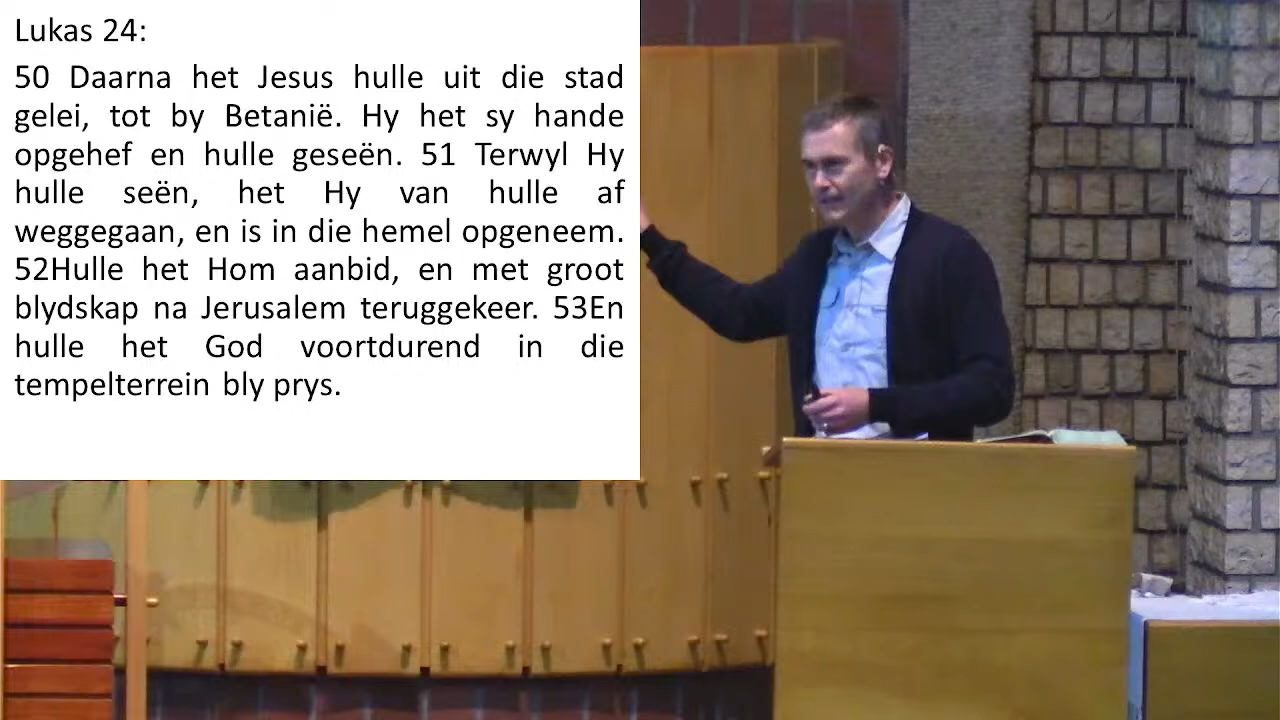 Lukas 24:
50 Daarna het Jesus hulle uit die stad
gelei, tot by Betanië. Hy het sy hande
opgehef en hulle geseën. 51 Terwyl Hy
hulle seën, het Hy van hulle af
weggegaan, en is in die hemel opgeneem.
52Hulle het Hom aanbid, en met groot
blydskap na Jerusalem teruggekeer. 53En
hulle het God voortdurend in die
tempelterrein bly prys.